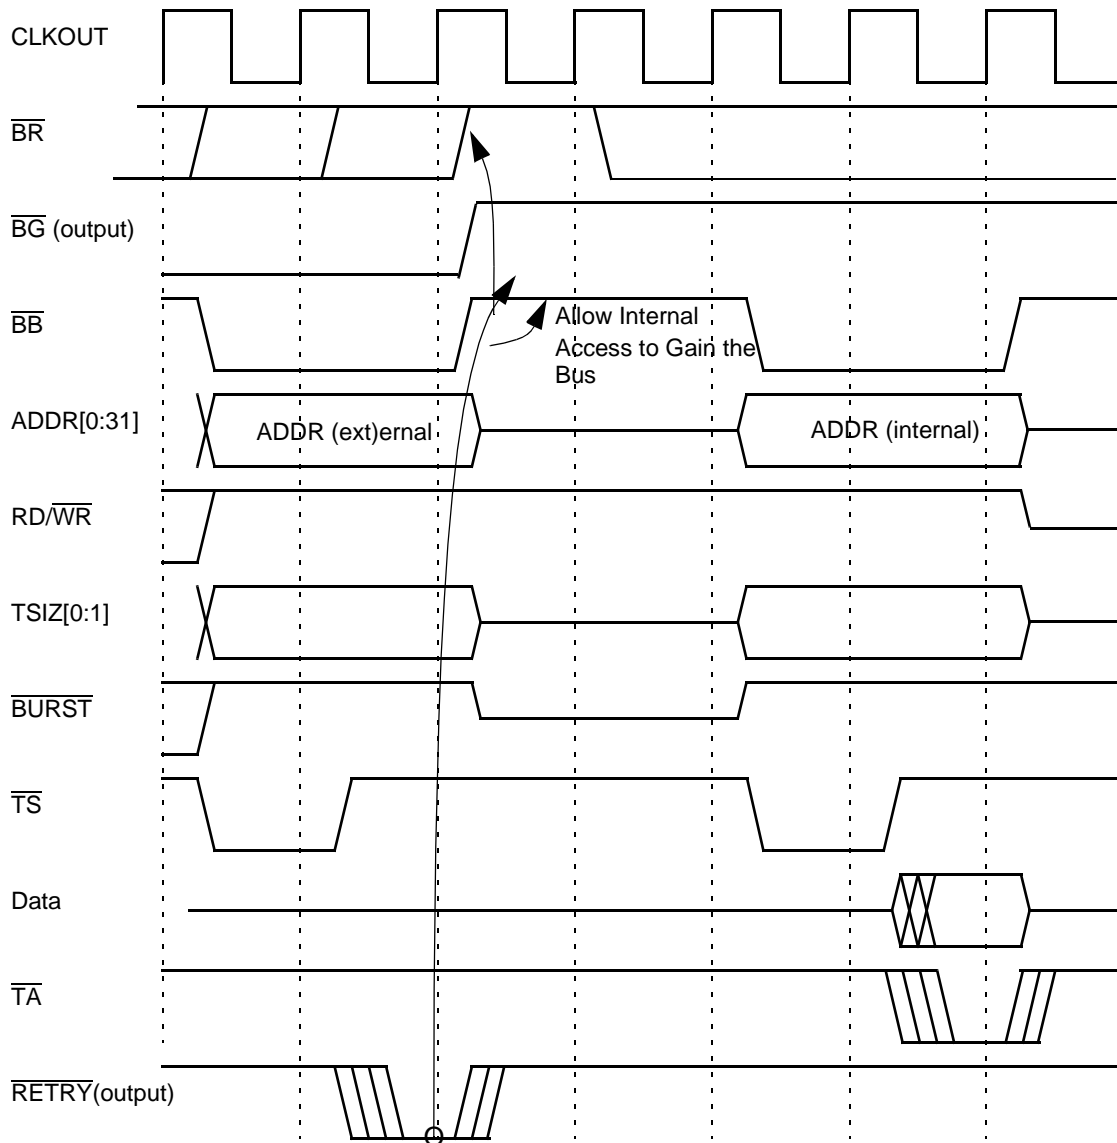 CLKOUT
BR
BG (output)
BB
Allow Internal
Access to Gain the
Bus
ADDR[0:31]
ADDR (ext)ernal
ADDR (internal)
RD/WR
TSIZ[0:1]
BURST
TS
Data
TA
RETRY(output)